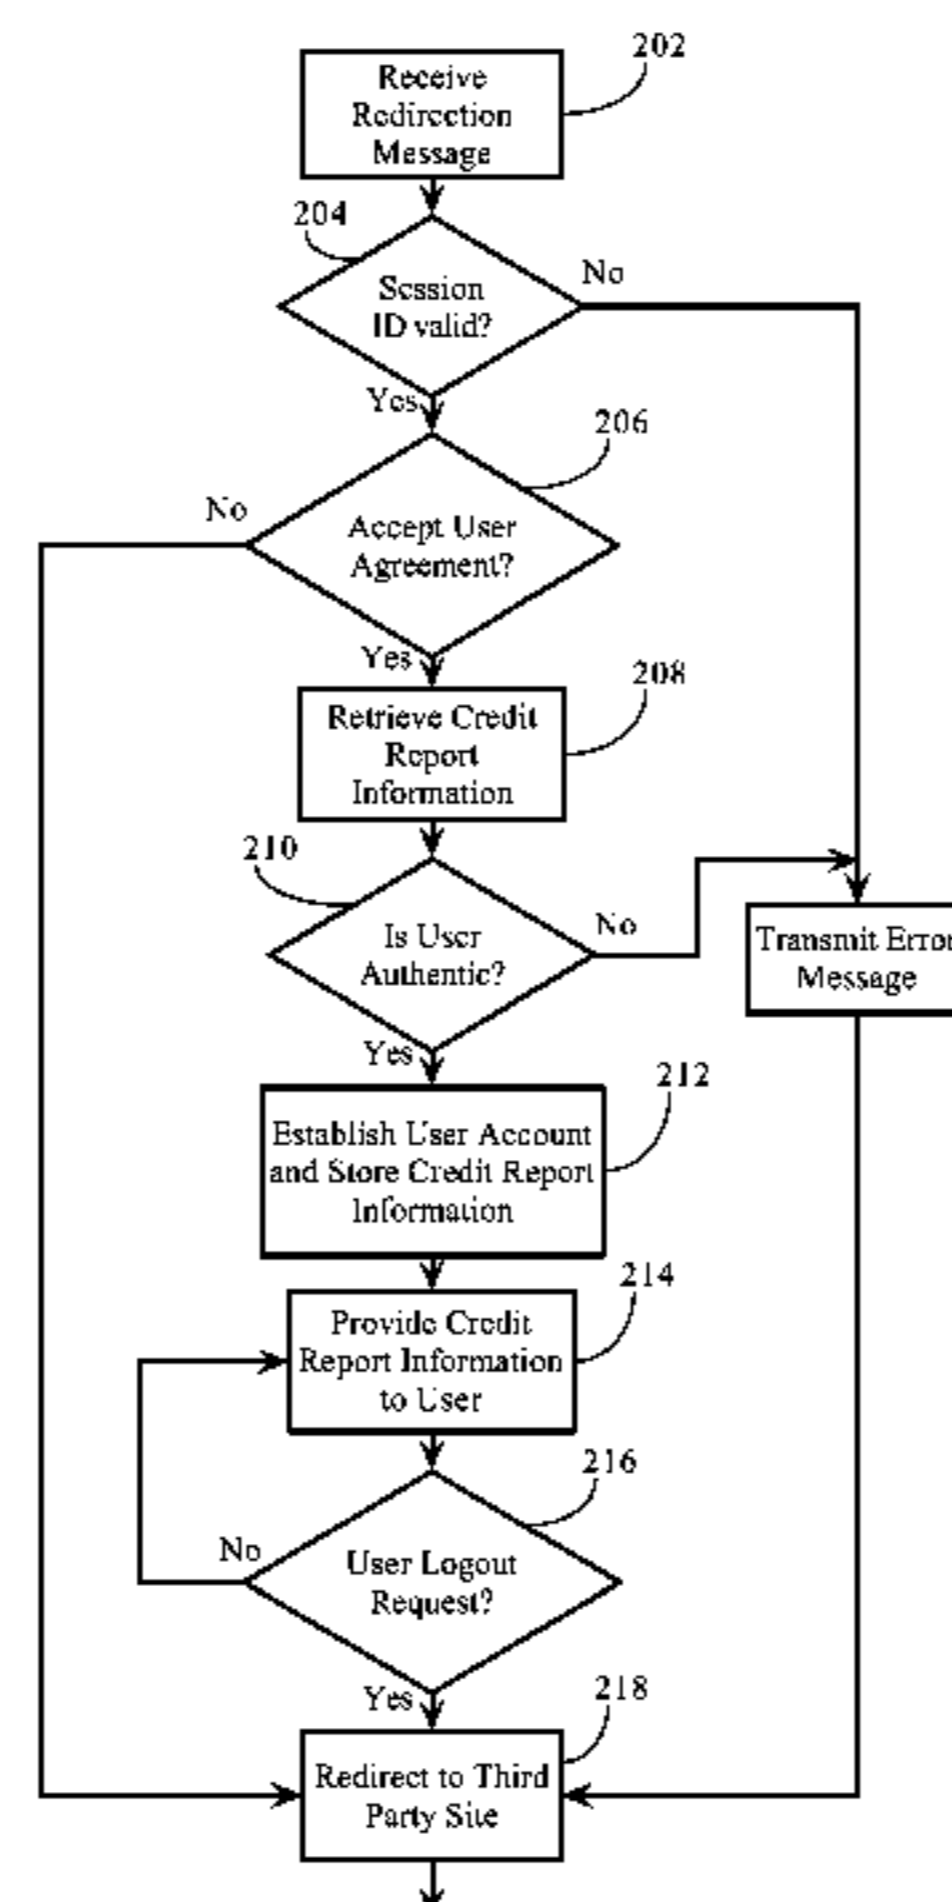 202
Receive
Redirection
Message
204
Session
ID valid?
No
Yes
206
No
Accept User
Agreement?
Yes
208
Retrieve Credit
Report
Information
210
Is User
Authentic?
No
Transmit Error
Message
Yes
212
Establish User Account
and Store Credit Report
Information
214
Provide Credit
Report Information
to User
216
No
User Logout
Request?
Yes
218
Redirect to Third
Party Site